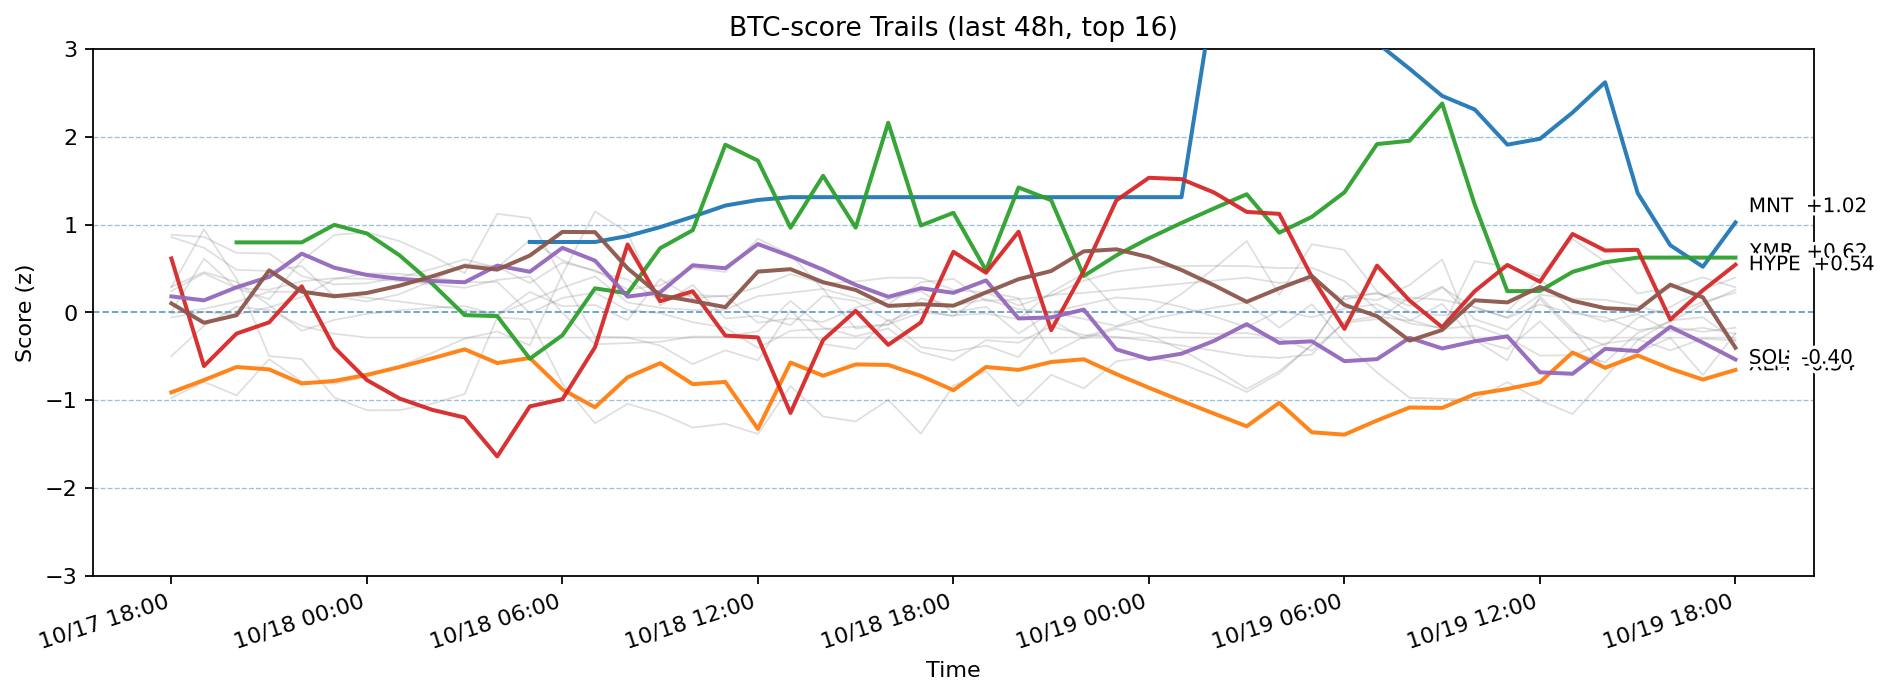 BTC-score Trails (last 48h, top 16)
Score (z)
3
2
1
0
−1
−2
−3
MNT +1.02
XMR +0.62
HYPE +0.54
SOL -0.40
10/17 18:00
10/18 00:00
10/18 06:00
10/18 12:00
10/18 18:00
10/19 00:00
10/19 06:00
10/19 12:00
10/19 18:00
Time